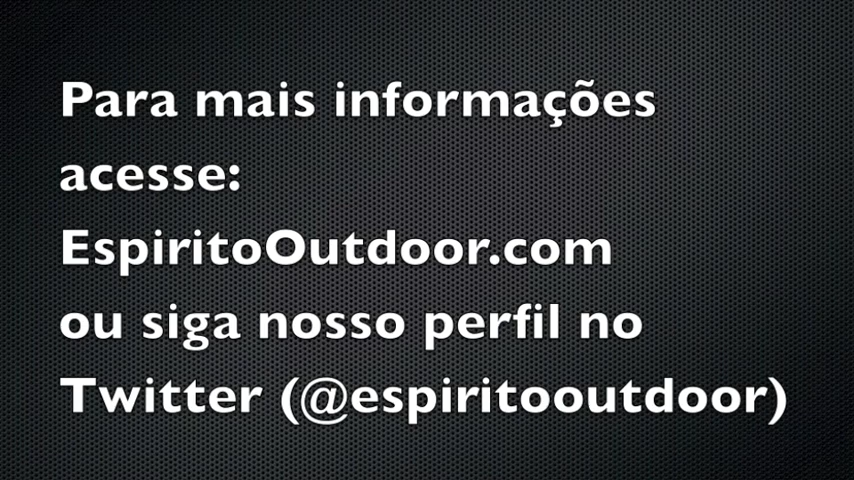 Para mais informações
acesse:
EspiritoOutdoor.com
ou siga nosso perfil no
Twitter (@espiritooutdoor)